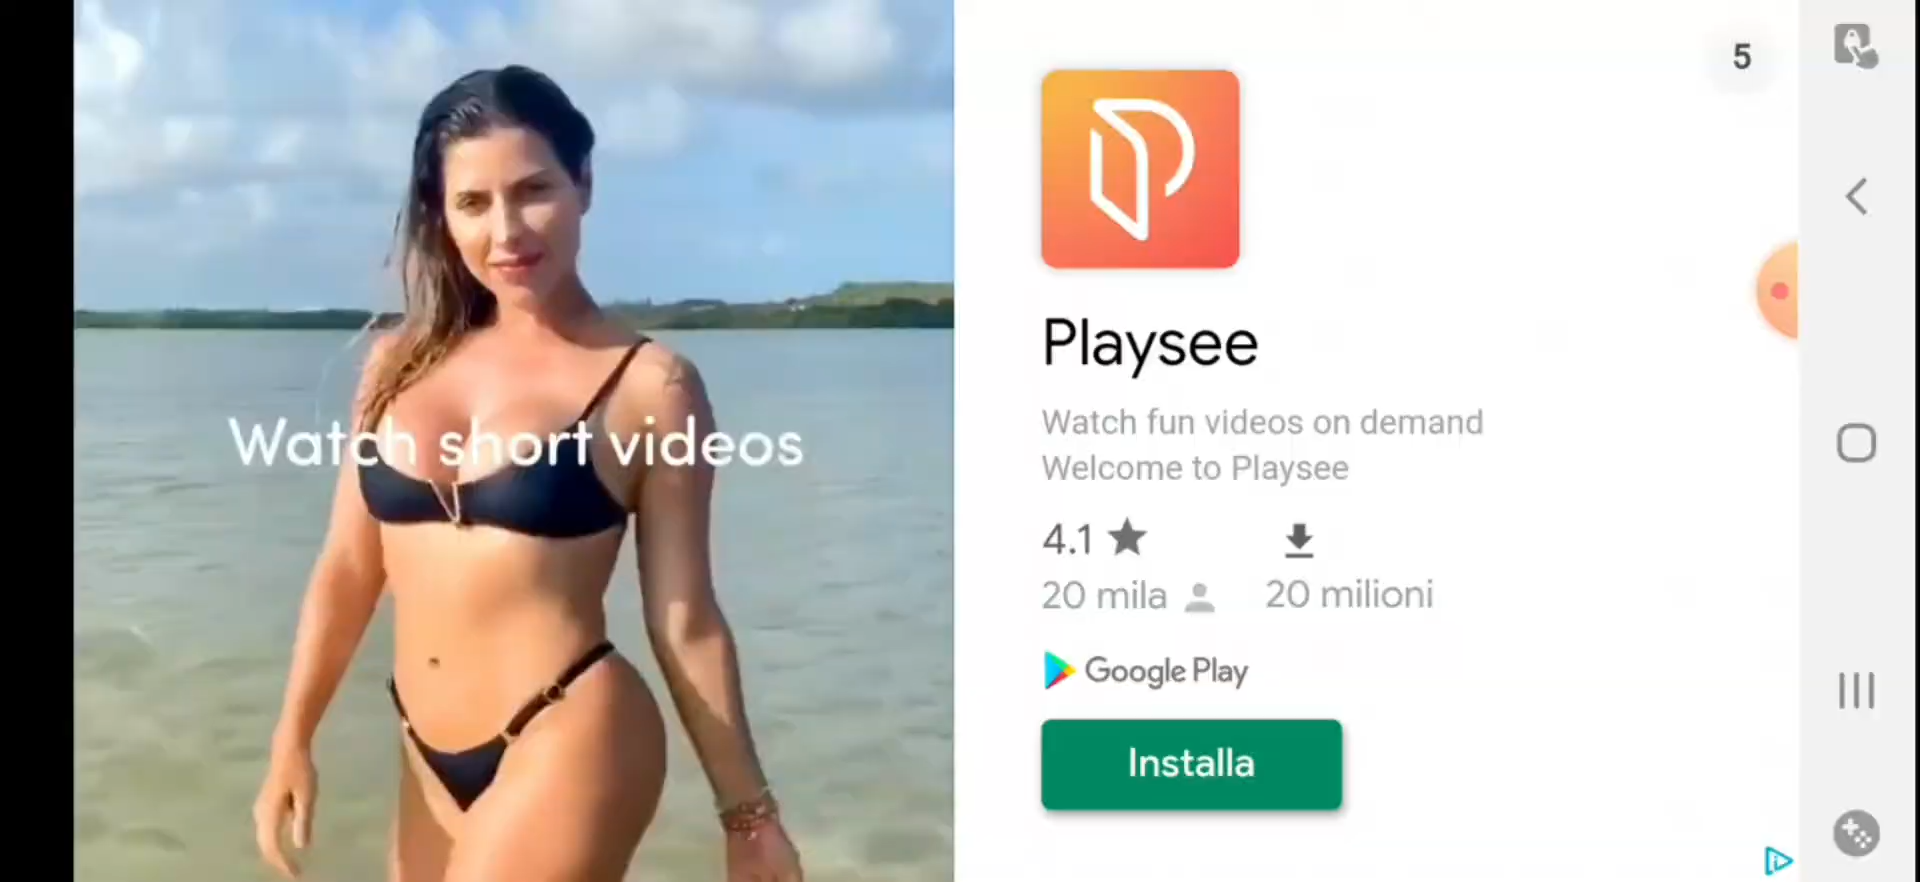 Watch short videos
5
Playsee
Watch fun videos on demand
Welcome to Playsee
4.1
20 mila
20 milioni
Google Play
Installa